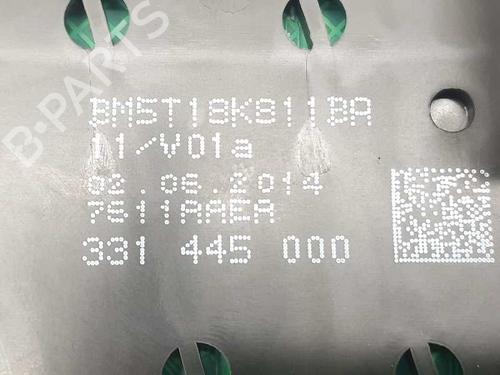 B-PARTS
BM5T18K811BA
11/V01a
02.06.2014
7611AAEA
331 445 000